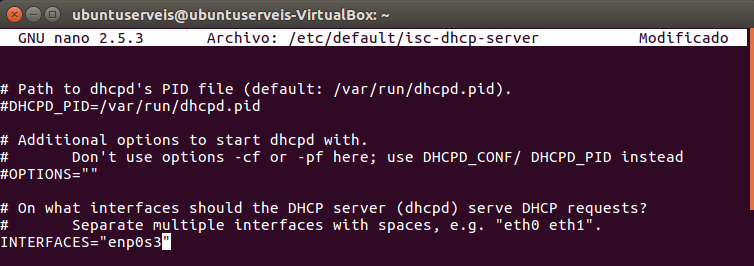 ubuntuserveis@ubuntuserveis-VirtualBox: ~
GNU nano 2.5.3 Archivo: /etc/default/isc-dhcp-server Modificado
# Path to dhcpd's PID file (default: /var/run/dhcpd.pid).
#DHCPD_PID=/var/run/dhcpd.pid
# Additional options to start dhcpd with.
#       Don't use options -cf or -pf here; use DHCPD_CONF/ DHCPD_PID instead
#OPTIONS=""
# On what interfaces should the DHCP server (dhcpd) serve DHCP requests?
#       Separate multiple interfaces with spaces, e.g. "eth0 eth1".
INTERFACES="enp0s3"